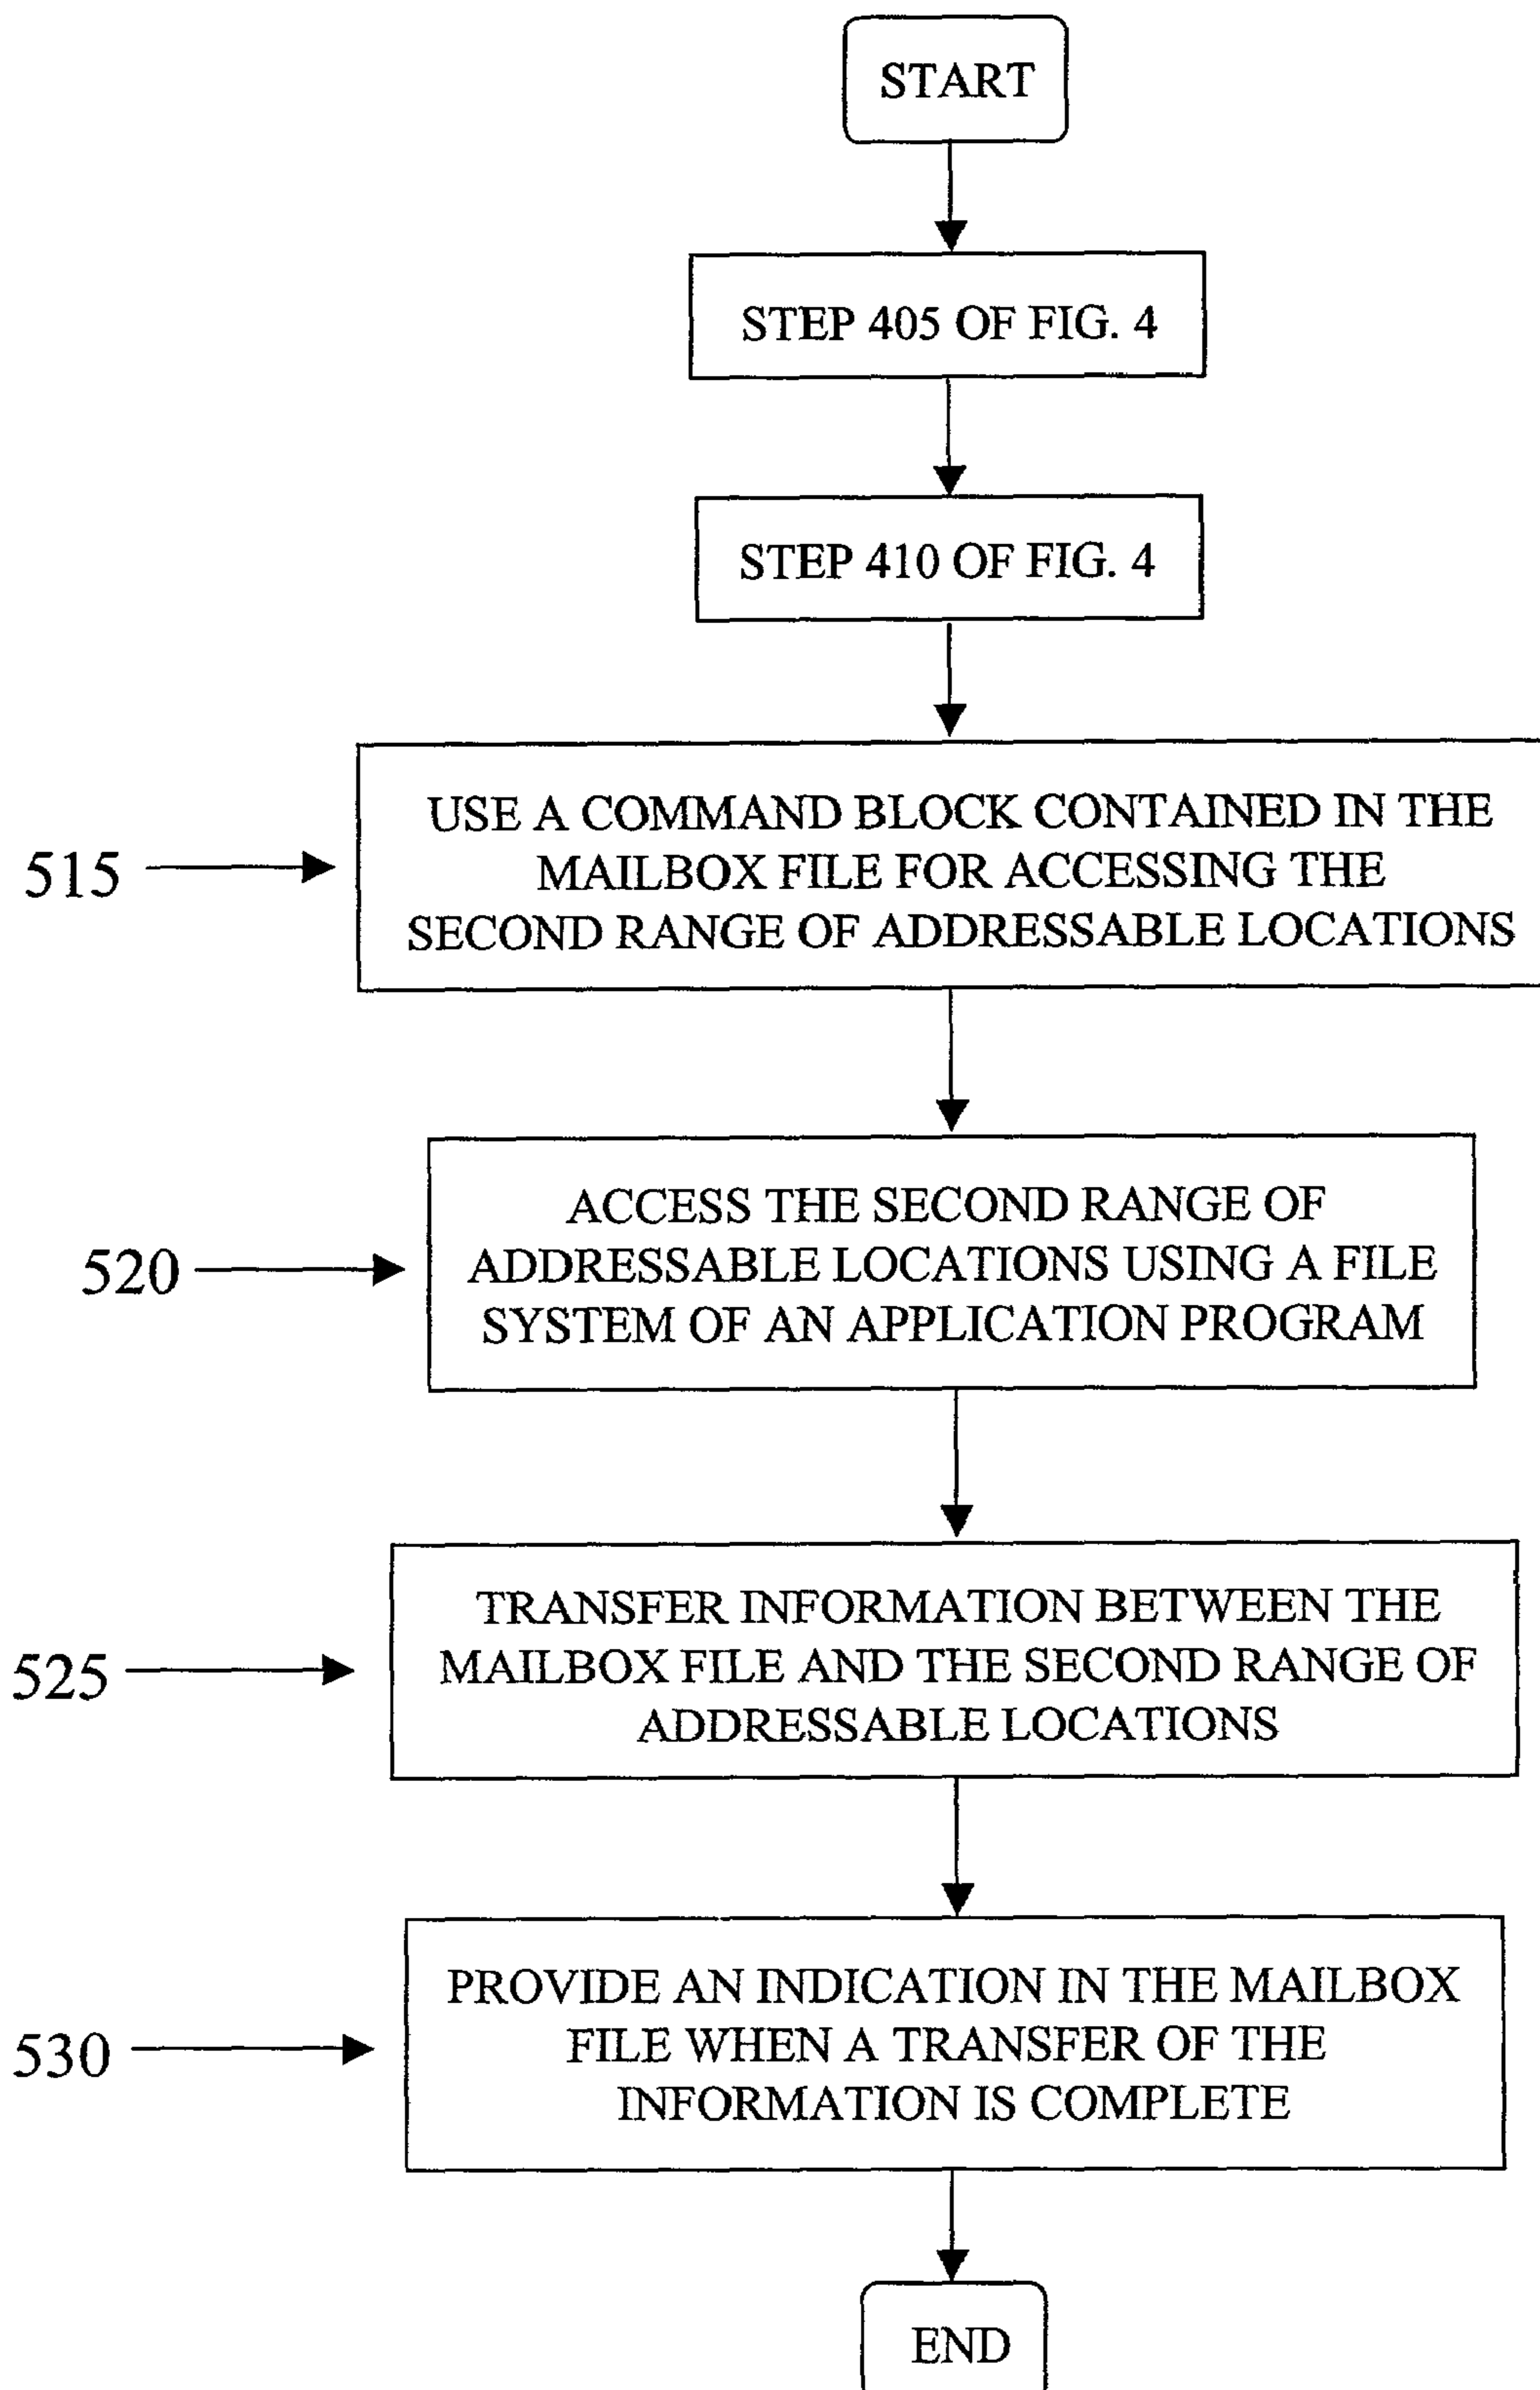 START
STEP 405 OF FIG. 4
STEP 410 OF FIG. 4
515
USE A COMMAND BLOCK CONTAINED IN THE
MAILBOX FILE FOR ACCESSING THE
SECOND RANGE OF ADDRESSABLE LOCATIONS
520
ACCESS THE SECOND RANGE OF
ADDRESSABLE LOCATIONS USING A FILE
SYSTEM OF AN APPLICATION PROGRAM
525
TRANSFER INFORMATION BETWEEN THE
MAILBOX FILE AND THE SECOND RANGE OF
ADDRESSABLE LOCATIONS
530
PROVIDE AN INDICATION IN THE MAILBOX
FILE WHEN A TRANSFER OF THE
INFORMATION IS COMPLETE
END